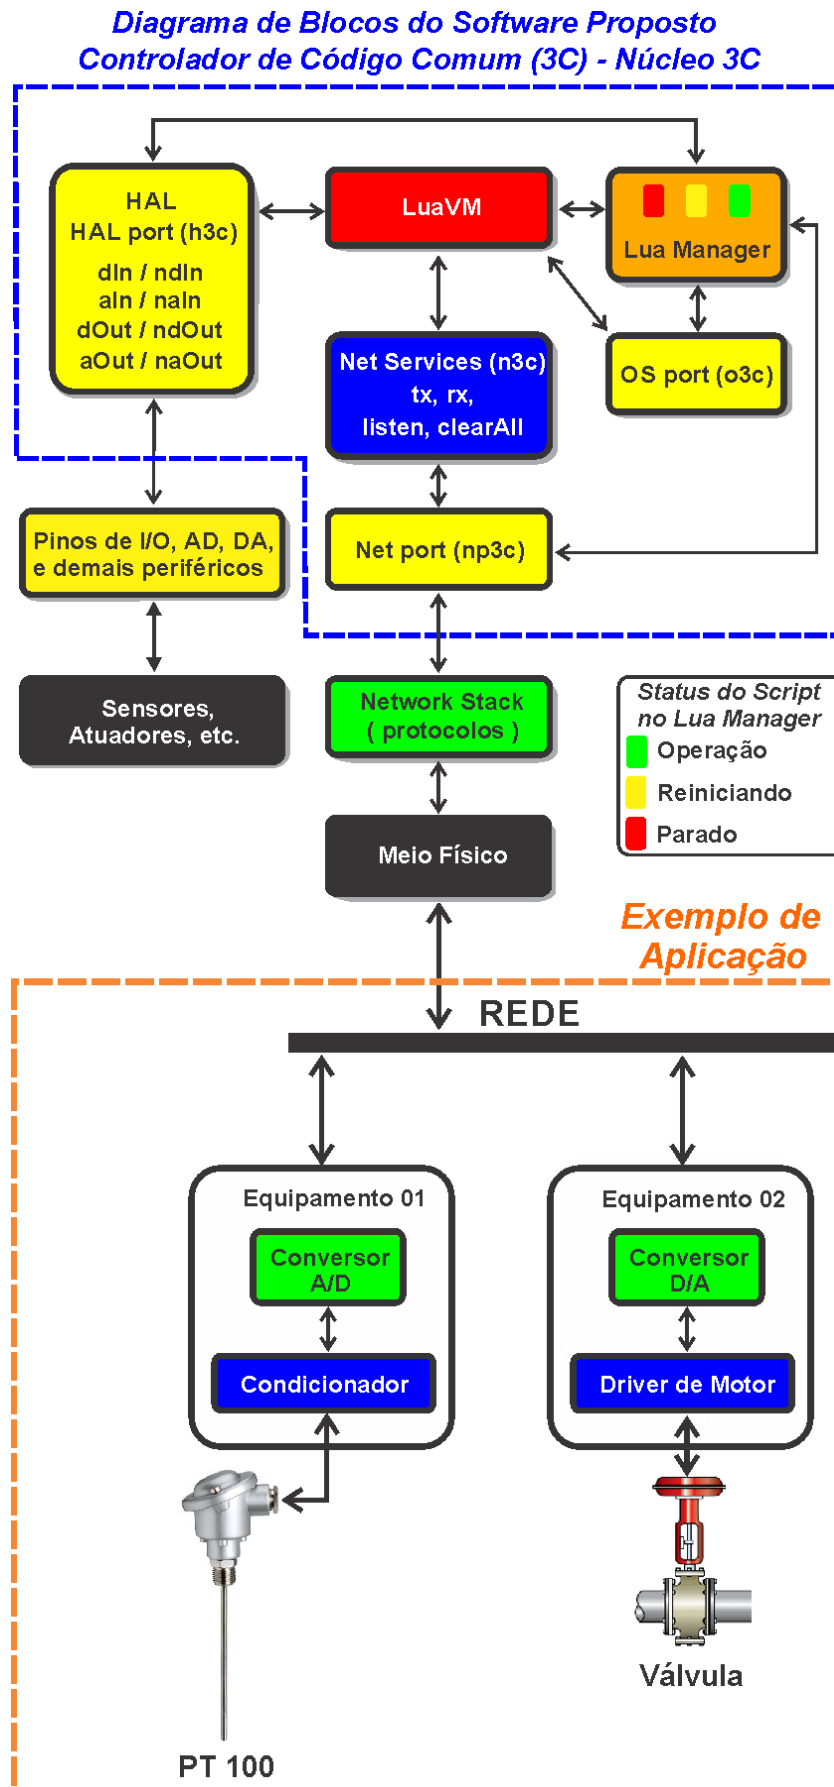 Diagrama de Blocos do Software Proposto
Controlador de Código Comum (3C) - Núcleo 3C
HAL
HAL port (h3c)
dIn / ndIn
aIn / naIn
dOut / ndOut
aOut / naOut
LuaVM
Lua Manager
Net Services (n3c)
tx, rx,
listen, clearAll
OS port (o3c)
Pinos de I/O, AD, DA,
e demais periféricos
Net port (np3c)
Sensores,
Atuadores, etc.
Network Stack
( protocolos )
Status do Script
no Lua Manager
Operação
Reiniciando
Parado
Meio Físico
Exemplo de
Aplicação
REDE
Equipamento 01
Conversor
A/D
Condicionador
Equipamento 02
Conversor
D/A
Driver de Motor
Válvula
PT 100